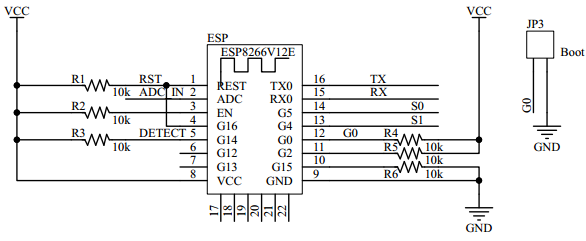 VCC
ESP
VCC
JP3
ESP8266V12E
Boot
R1 10k RST 1 REST TX0 16 TX
ADC_IN 2 ADC RX0 15 RX
R2 10k 3 EN G5 14 S0
4 G16 G4 13 S1
R3 10k DETECT 5 G14 G0 12 G0 R4 10k
6 G12 G2 11 R5 10k
7 G13 G15 10 R6 10k
8 VCC GND 9
17 18 19 20 21 22
GND
G0
GND